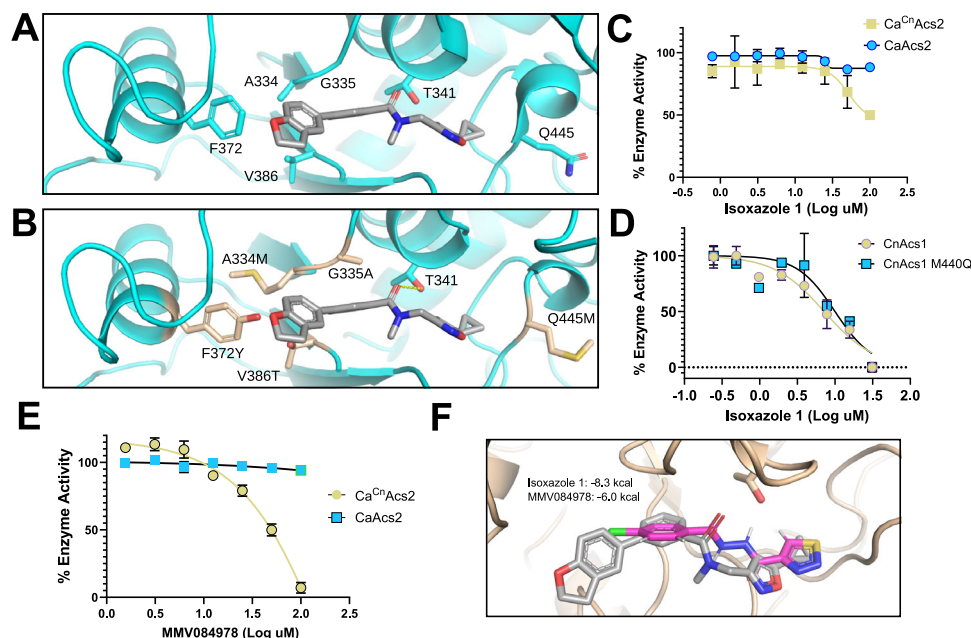 A
A334
G335
T341
F372
Q445
V386
B
A334M
G335A
T341
Q445M
F372Y
V386T
C
Ca^CnAcs2
CaAcs2
% Enzyme Activity
100
50
0
-0.5 0.0 0.5 1.0 1.5 2.0 2.5
Isoxazole 1 (Log uM)
D
CnAcs1
CnAcs1 M440Q
% Enzyme Activity
100
50
0
-1.0 -0.5 0.0 0.5 1.0 1.5 2.0
Isoxazole 1 (Log uM)
E
Ca^CnAcs2
CaAcs2
% Enzyme Activity
100
50
0
0.0 0.5 1.0 1.5 2.0 2.5
MMV084978 (Log uM)
F
Isoxazole 1: -8.3 kcal
MMV084978: -6.0 kcal